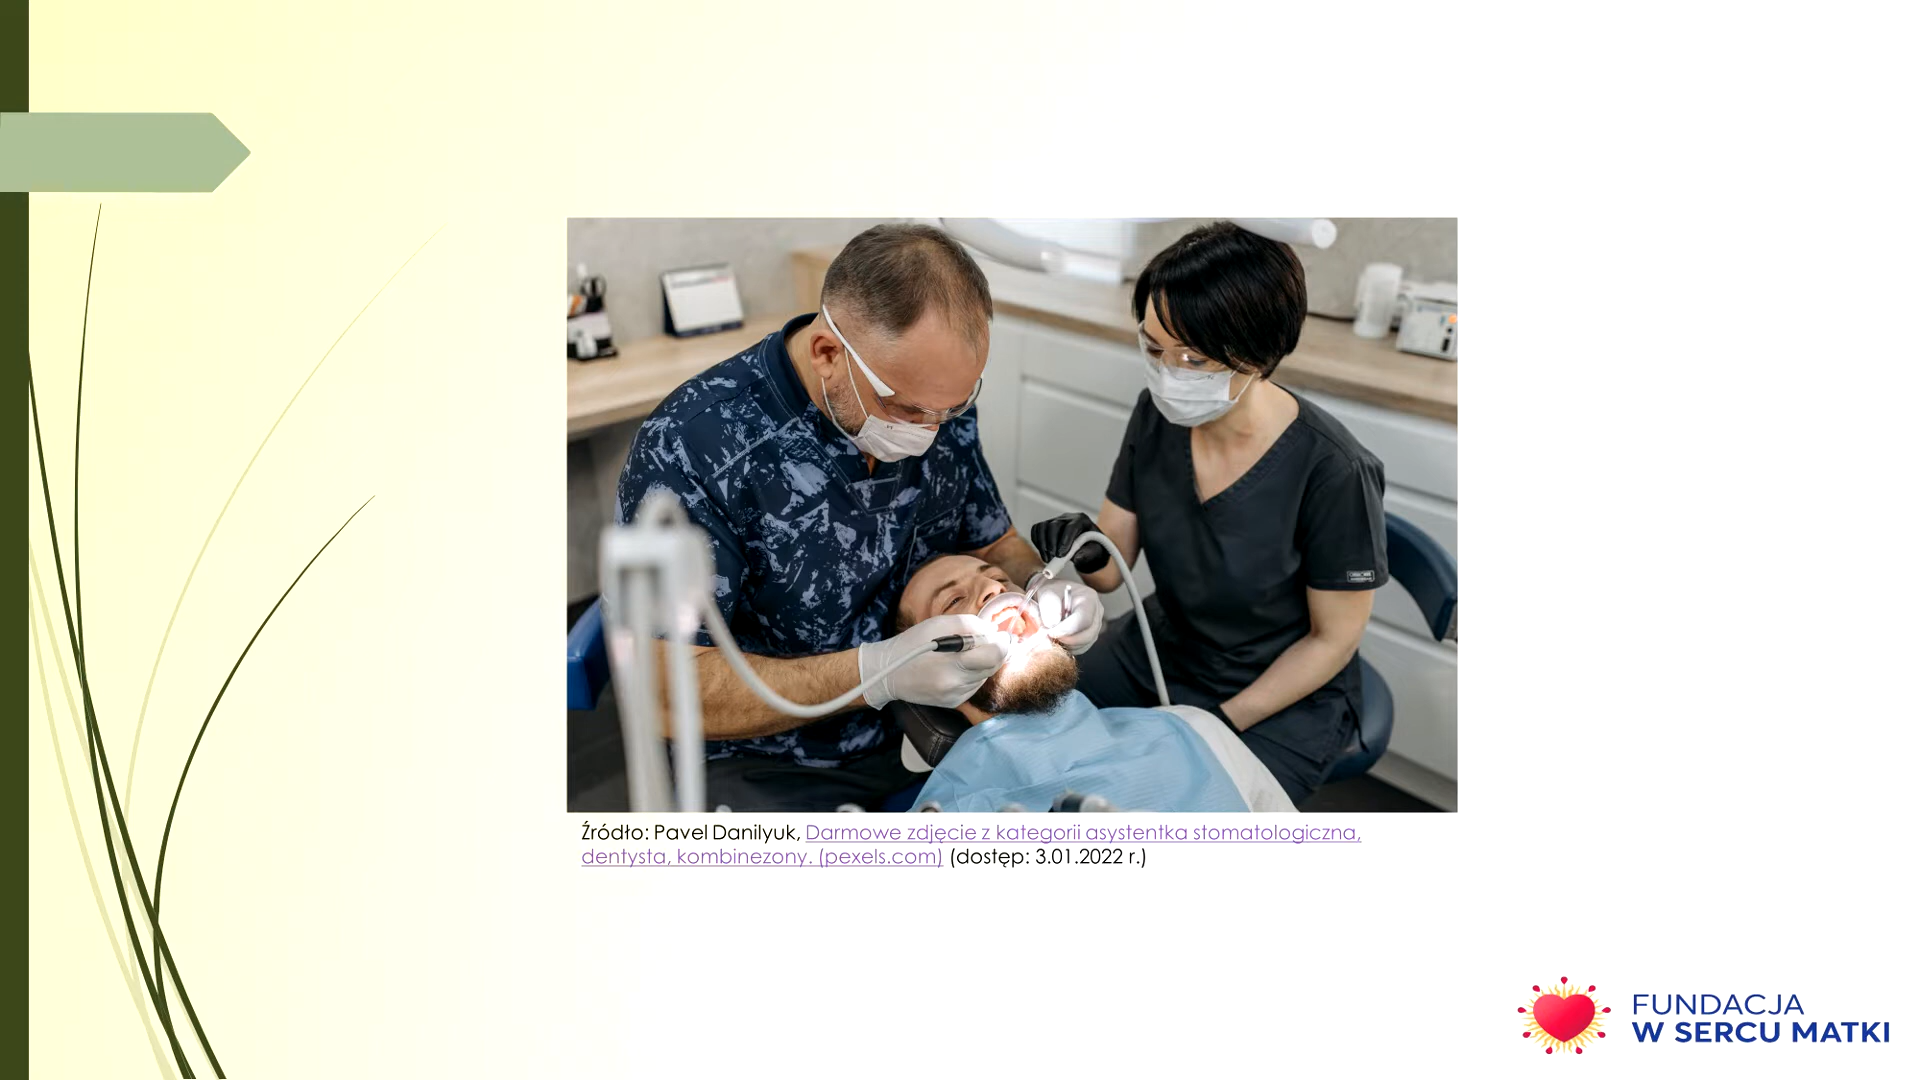 Źródło: Pavel Danilyuk, Darmowe zdjęcie z kategorii asystentka stomatologiczna,
dentysta, kombinezony. (pexels.com) (dostęp: 3.01.2022 r.)
FUNDACJA
W SERCU MATKI